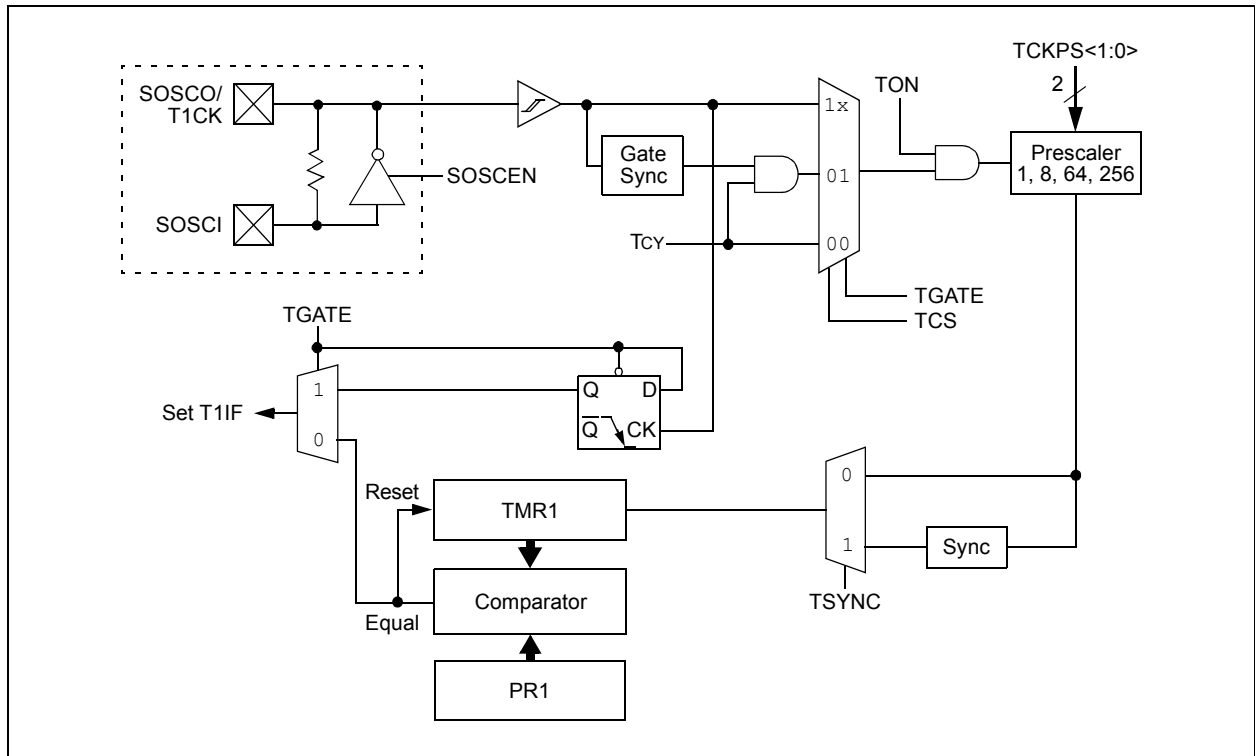 SOSCO/
T1CK
SOSCI
SOSCEN
Gate
Sync
TCY
1x
01
00
TON
TCKPS<1:0>
2
Prescaler
1, 8, 64, 256
TGATE
TCS
TGATE
1
0
Set T1IF
Q
D
Q
CK
Reset
TMR1
Comparator
Equal
PR1
0
1
Sync
TSYNC